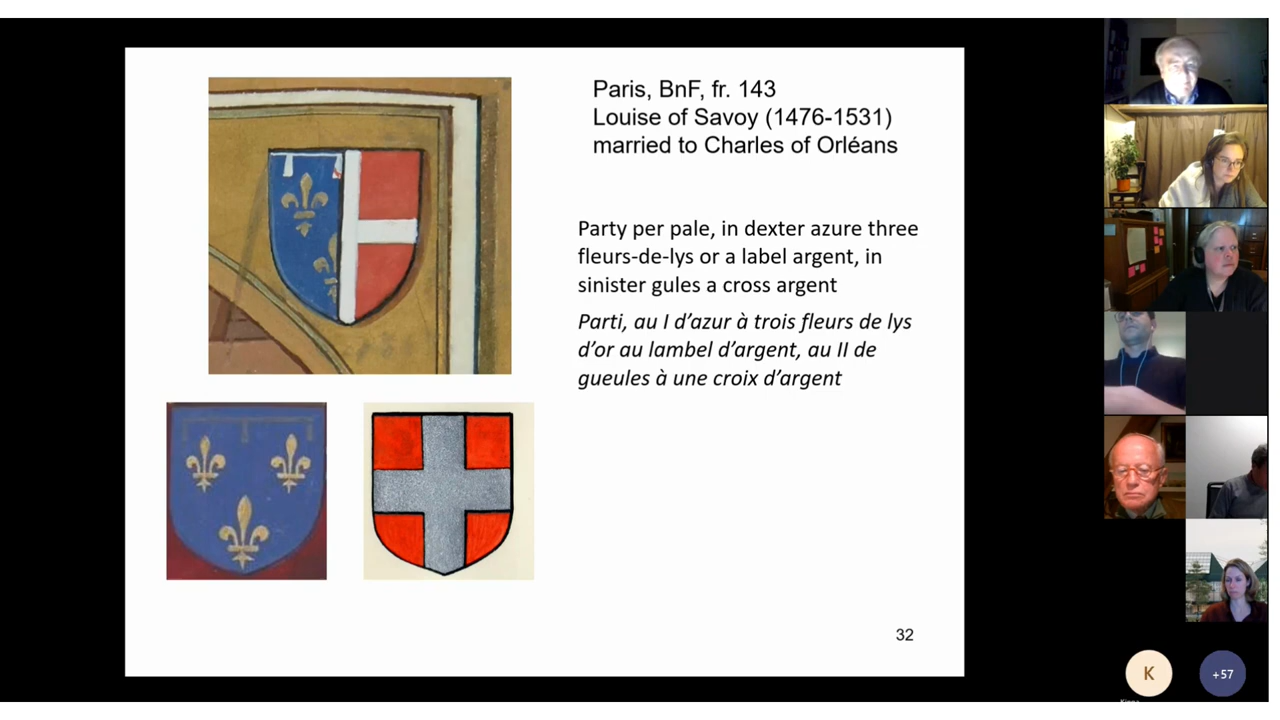 Paris, BnF, fr. 143
Louise of Savoy (1476-1531)
married to Charles of Orléans
Party per pale, in dexter azure three
fleurs-de-lys or a label argent, in
sinister gules a cross argent
Parti, au I d’azur à trois fleurs de lys
d’or au lambel d’argent, au II de
gueules à une croix d’argent
32
K
+57